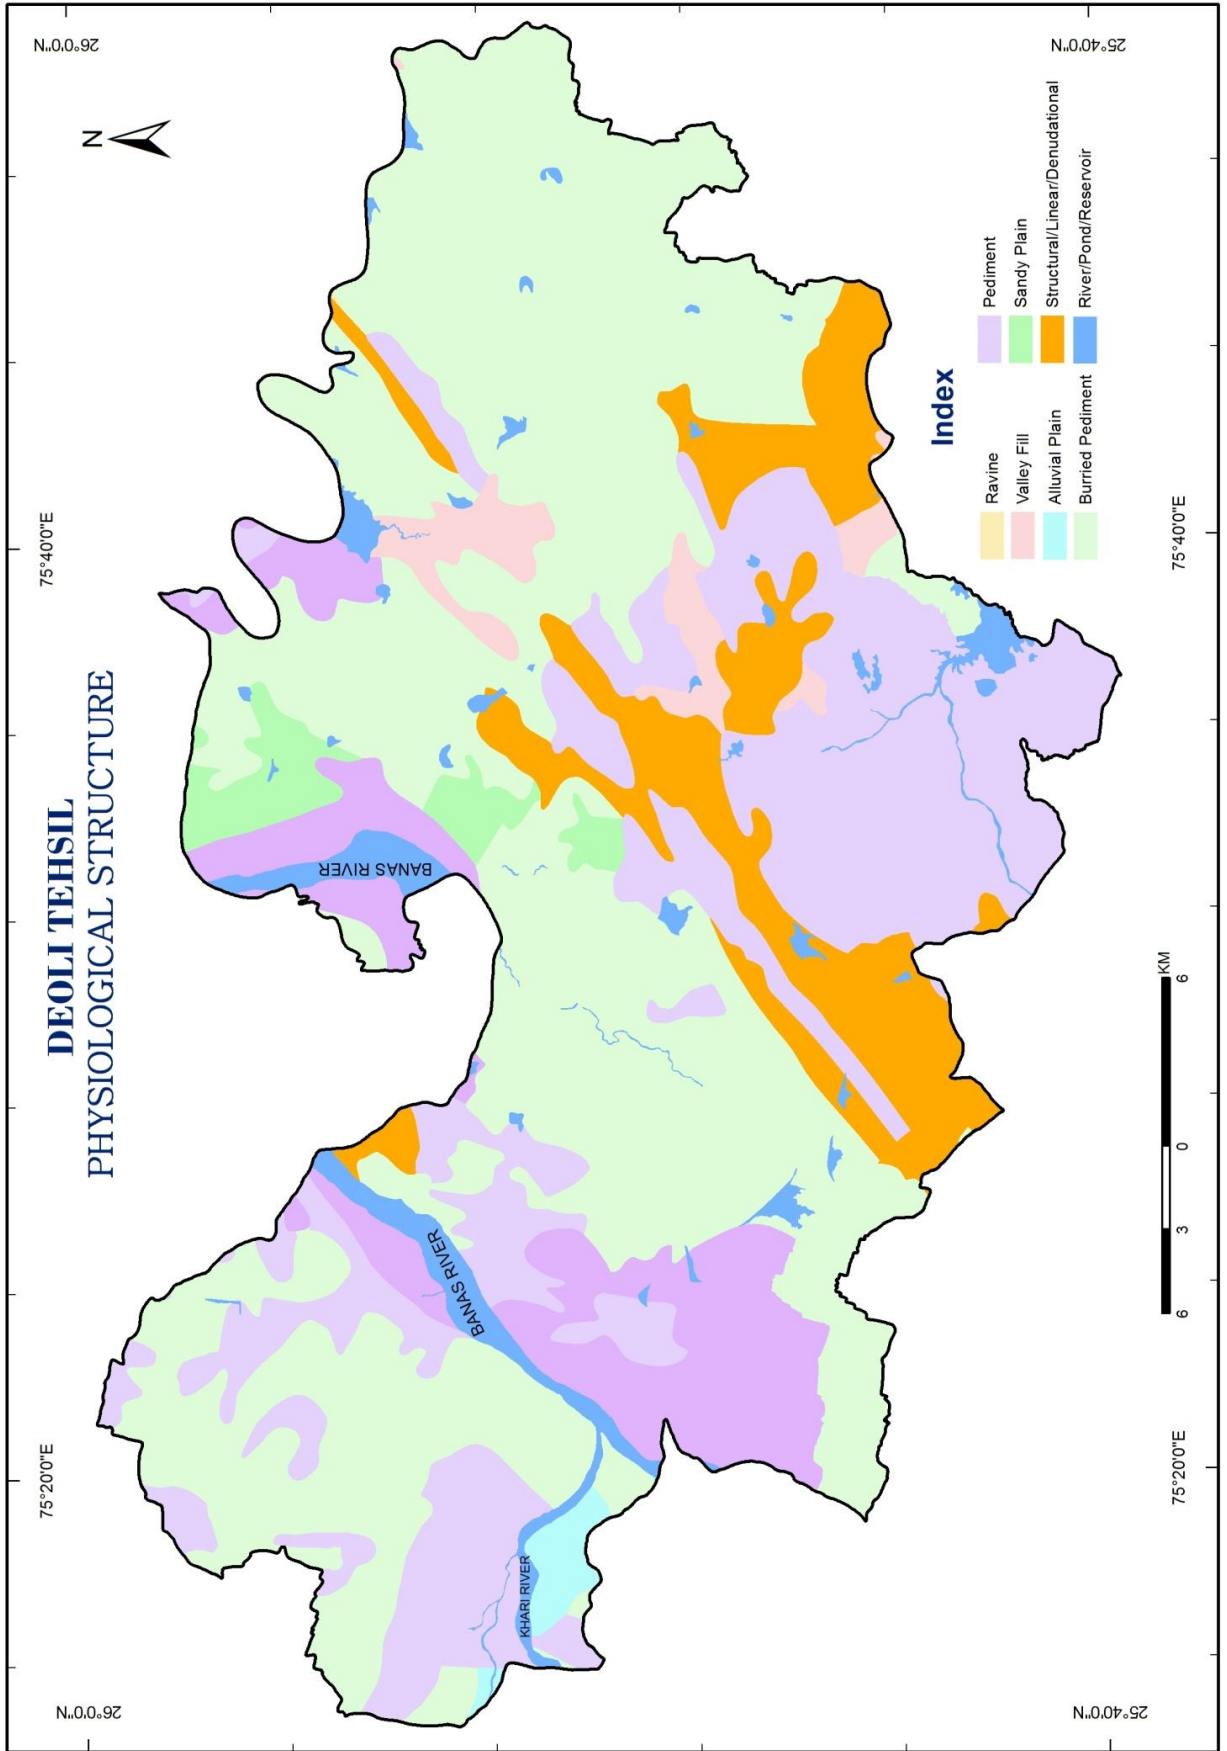 DEOLI TEHSIL
PHYSIOLOGICAL STRUCTURE
75°20'0"E
75°40'0"E
26°0'0"N
26°0'0"N
N
BANAS RIVER
BANAS RIVER
KHARI RIVER
Index
Ravine
Pediment
Valley Fill
Sandy Plain
Alluvial Plain
Structural/Linear/Denudational
Burried Pediment
River/Pond/Reservoir
6 3 0 6
KM
25°40'0"N
25°40'0"N
75°20'0"E
75°40'0"E